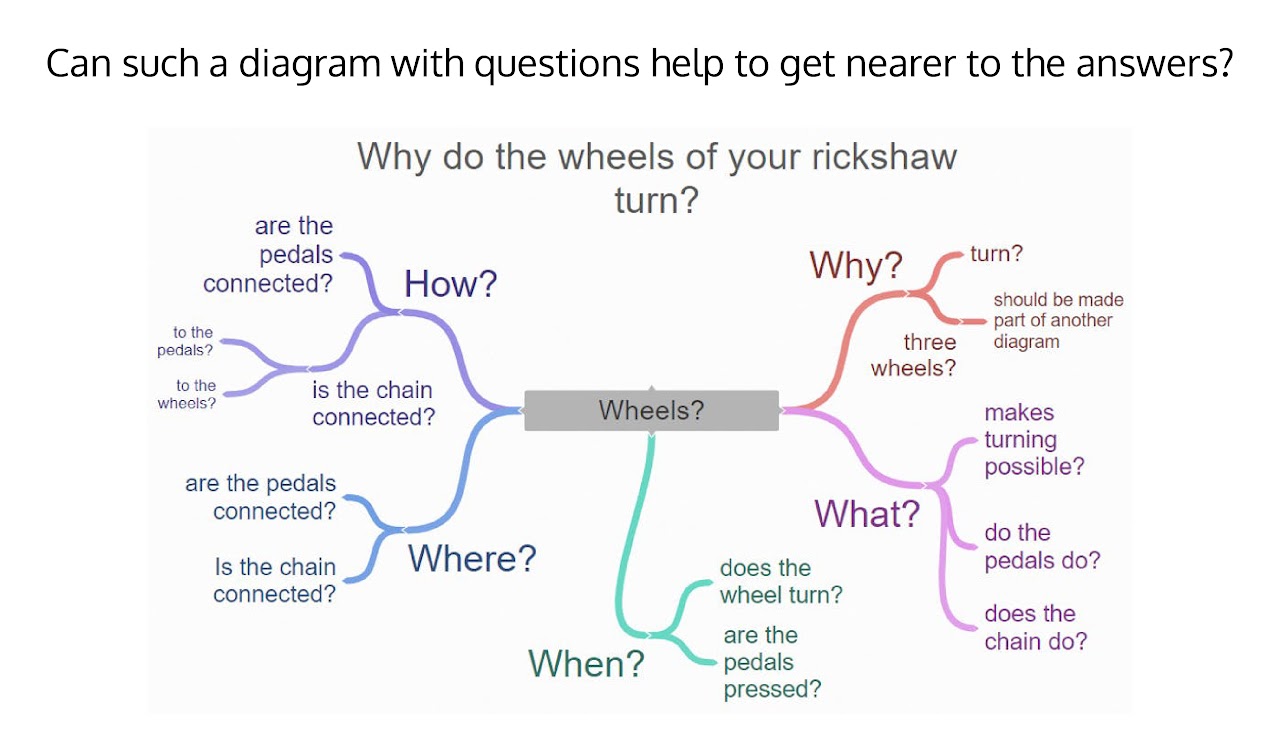 Can such a diagram with questions help to get nearer to the answers?
Why do the wheels of your rickshaw
turn?
are the
pedals
connected?
How?
to the
pedals?
to the
wheels?
is the chain
connected?
are the pedals
connected?
Is the chain
connected?
Where?
Wheels?
When?
does the
wheel turn?
are the
pedals
pressed?
Why?
turn?
should be made
part of another
diagram
three
wheels?
What?
makes
turning
possible?
do the
pedals do?
does the
chain do?